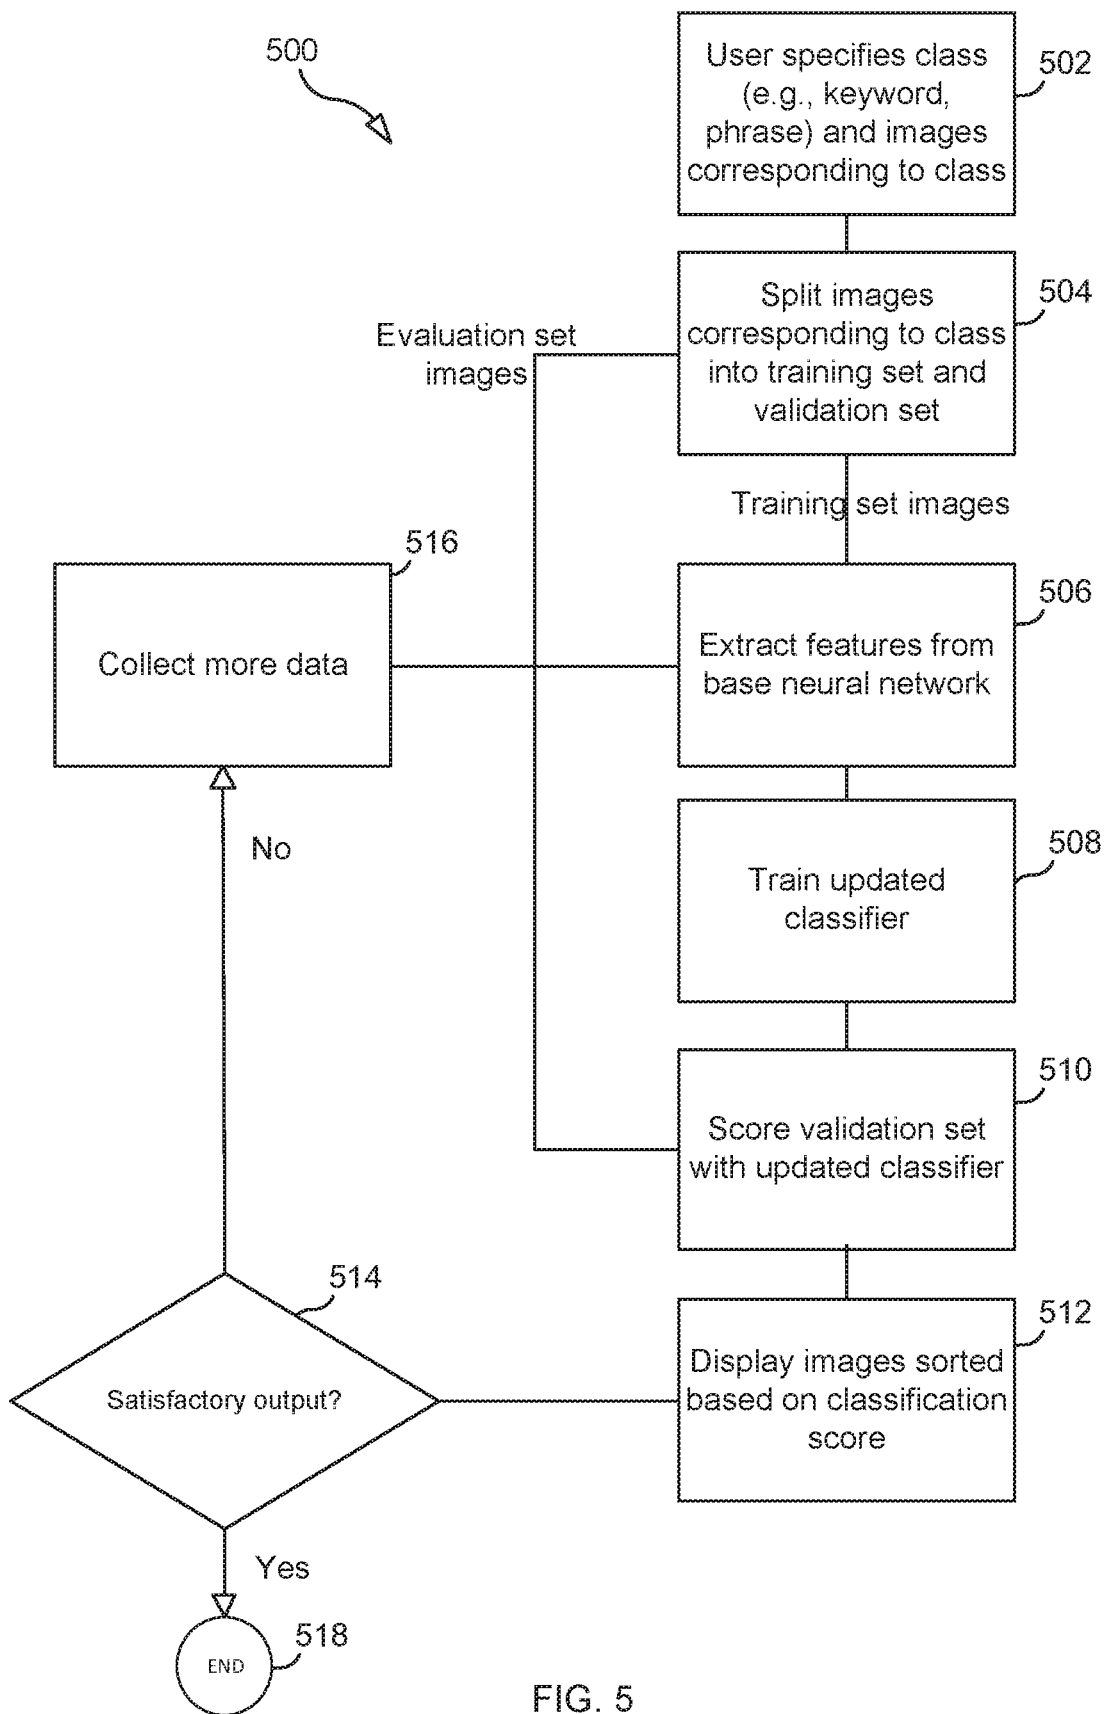 500
User specifies class
(e.g., keyword,
phrase) and images
corresponding to class
502
Split images
corresponding to class
into training set and
validation set
504
Evaluation set
images
Training set images
516
Collect more data
Extract features from
base neural network
506
No
Train updated
classifier
508
Score validation set
with updated classifier
510
514
Satisfactory output?
Display images sorted
based on classification
score
512
Yes
END
518
FIG. 5